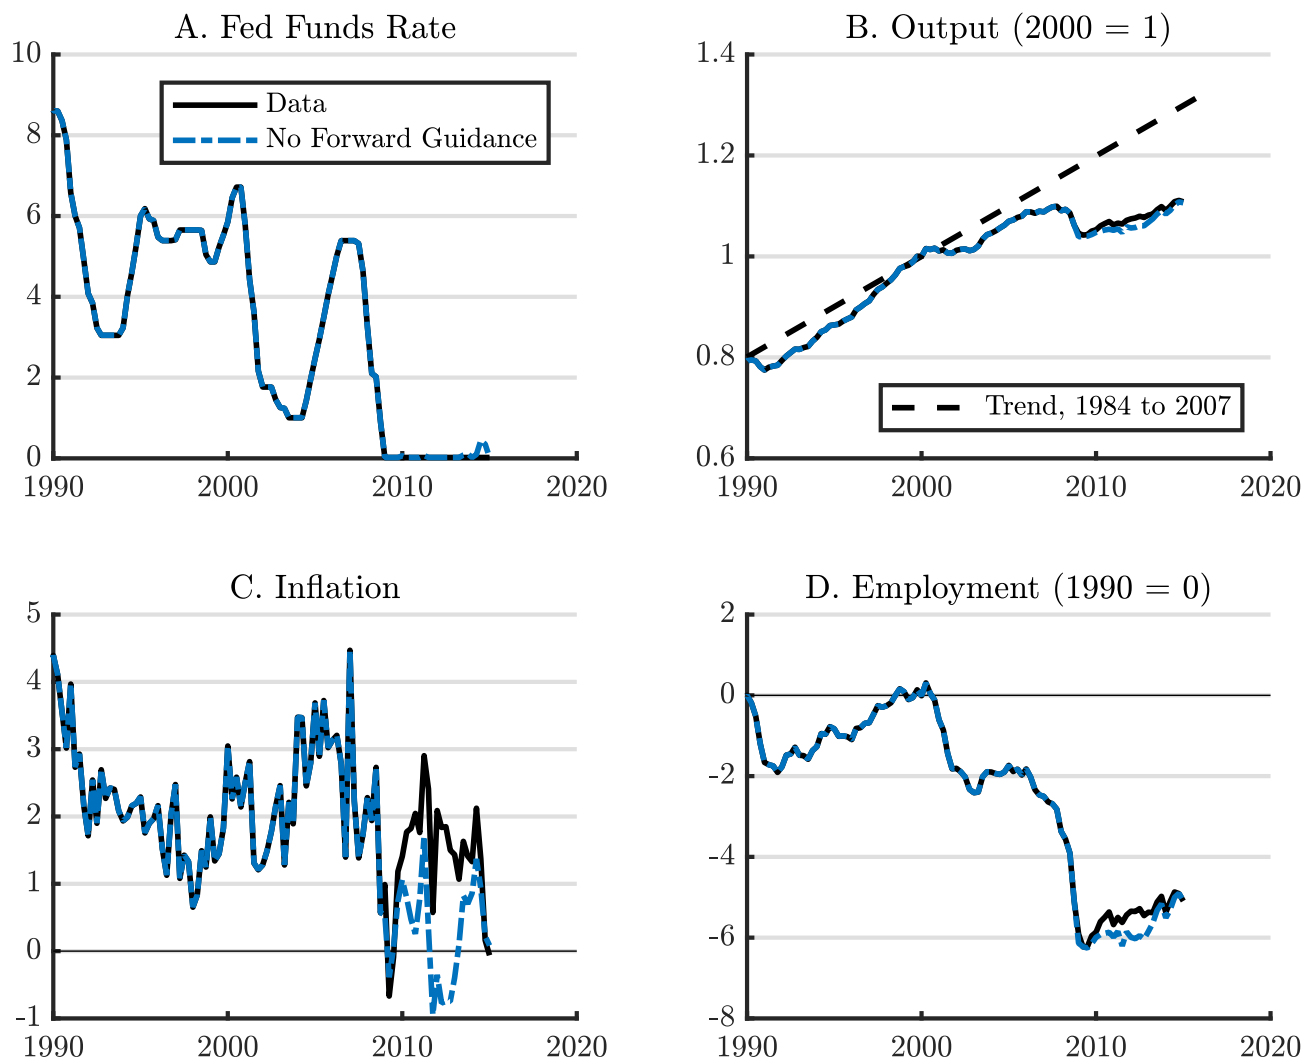 A. Fed Funds Rate
10
8
6
4
2
0
1990 2000 2010 2020
Data
No Forward Guidance
B. Output (2000 = 1)
1.4
1.2
1
0.8
0.6
1990 2000 2010 2020
Trend, 1984 to 2007
C. Inflation
5
4
3
2
1
0
-1
1990 2000 2010 2020
D. Employment (1990 = 0)
2
0
-2
-4
-6
-8
1990 2000 2010 2020